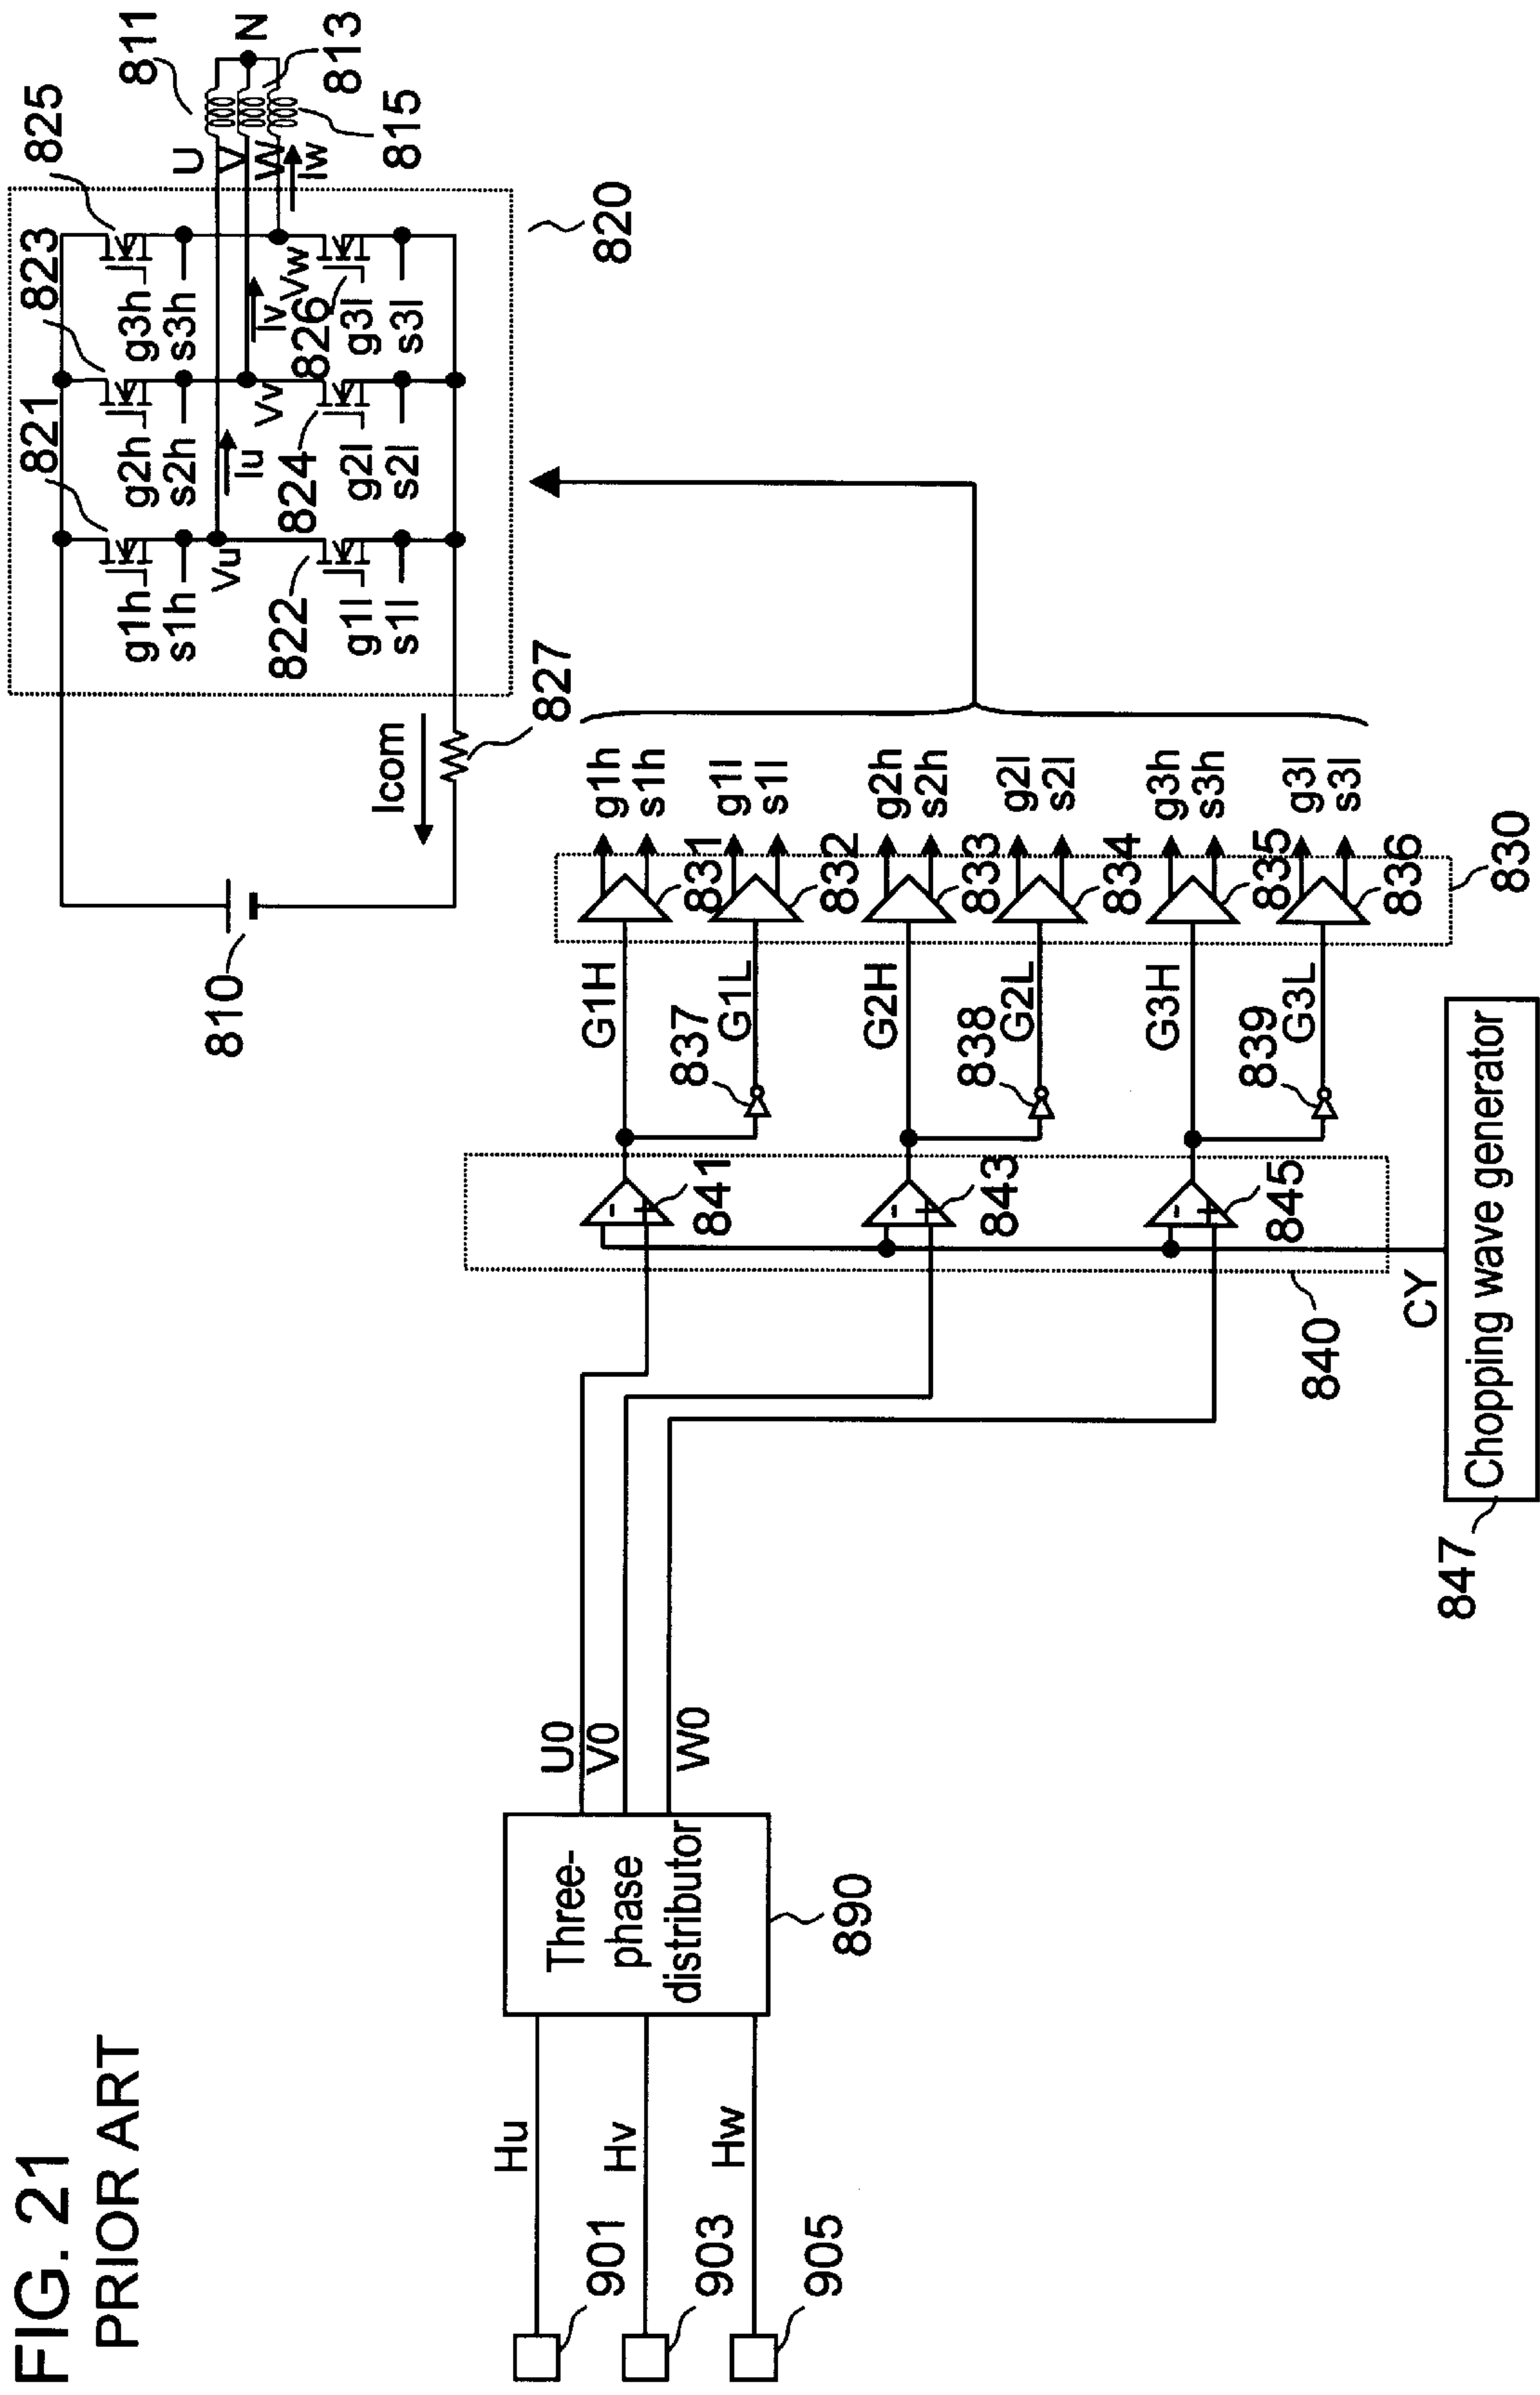 FIG. 21
PRIOR ART
901
903
905
Hu
Hv
Hw
Three-
phase
distributor
890
U0
V0
W0
847
Chopping wave generator
CY
840
841
843
845
837
838
839
G1H
G1L
G2H
G2L
G3H
G3L
831
832
833
834
835
836
830
g1h
s1h
g1l
s1l
g2h
s2h
g2l
s2l
g3h
s3h
g3l
s3l
810
Icom
827
820
821
823
825
g1h
s1h
g2h
s2h
g3h
s3h
Vu
Vv
Vw
Iu
Iv
Iw
822
824
826
g1l
s1l
g2l
s2l
g3l
s3l
U
V
W
811
813
815
N
-
+
-
+
-
+